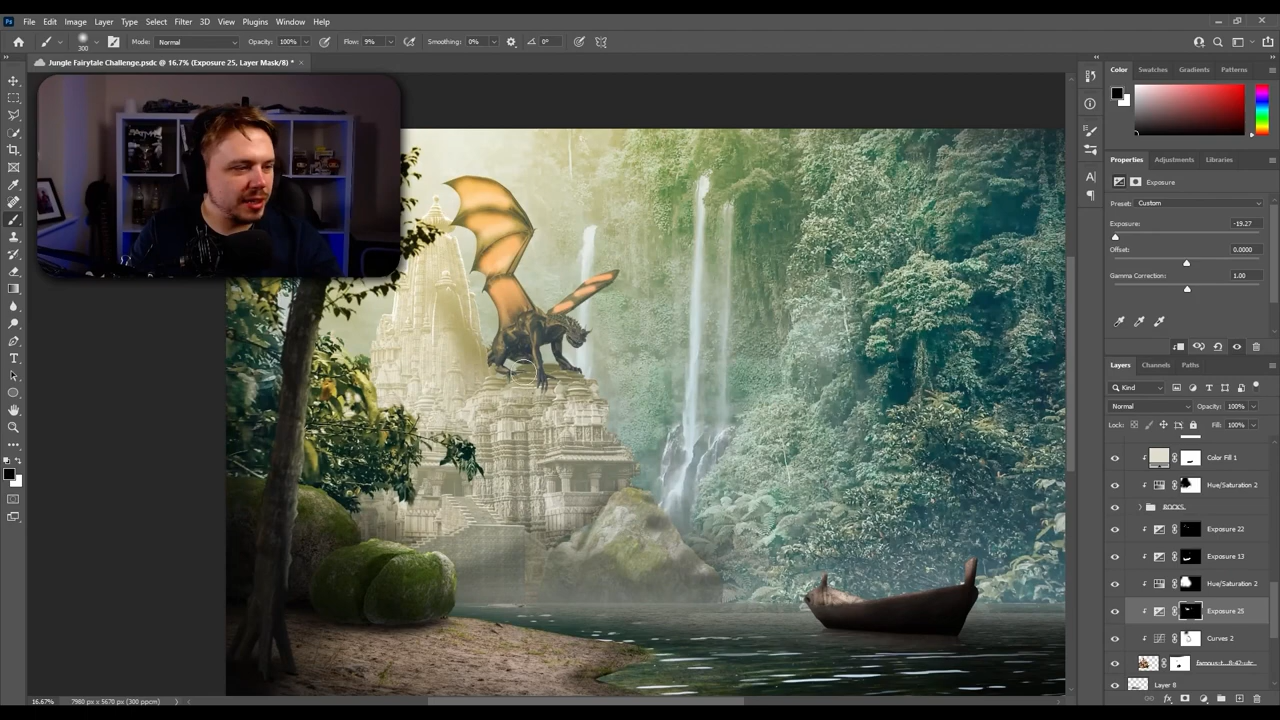 Ps File Edit Image Layer Type Select Filter 3D View Plugins Window Help
300 Mode: Normal Opacity: 100% Flow: 9% Smoothing: 0% 0°
Jungle Fairytale Challenge.psdc @ 16.7% (Exposure 25, Layer Mask/8) * ×
Color Swatches Gradients Patterns
Properties Adjustments Libraries
Exposure
Preset: Custom
Exposure: -19.27
Offset: 0.0000
Gamma Correction: 1.00
Layers Channels Paths
Kind
Normal Opacity: 100%
Lock: Fill: 100%
Color Fill 1
Hue/Saturation 2
ROCKS
Exposure 22
Exposure 13
Hue/Saturation 2
Exposure 25
Curves 2
Layer 8
16.67% 7980 px x 5670 px (300 ppcm)